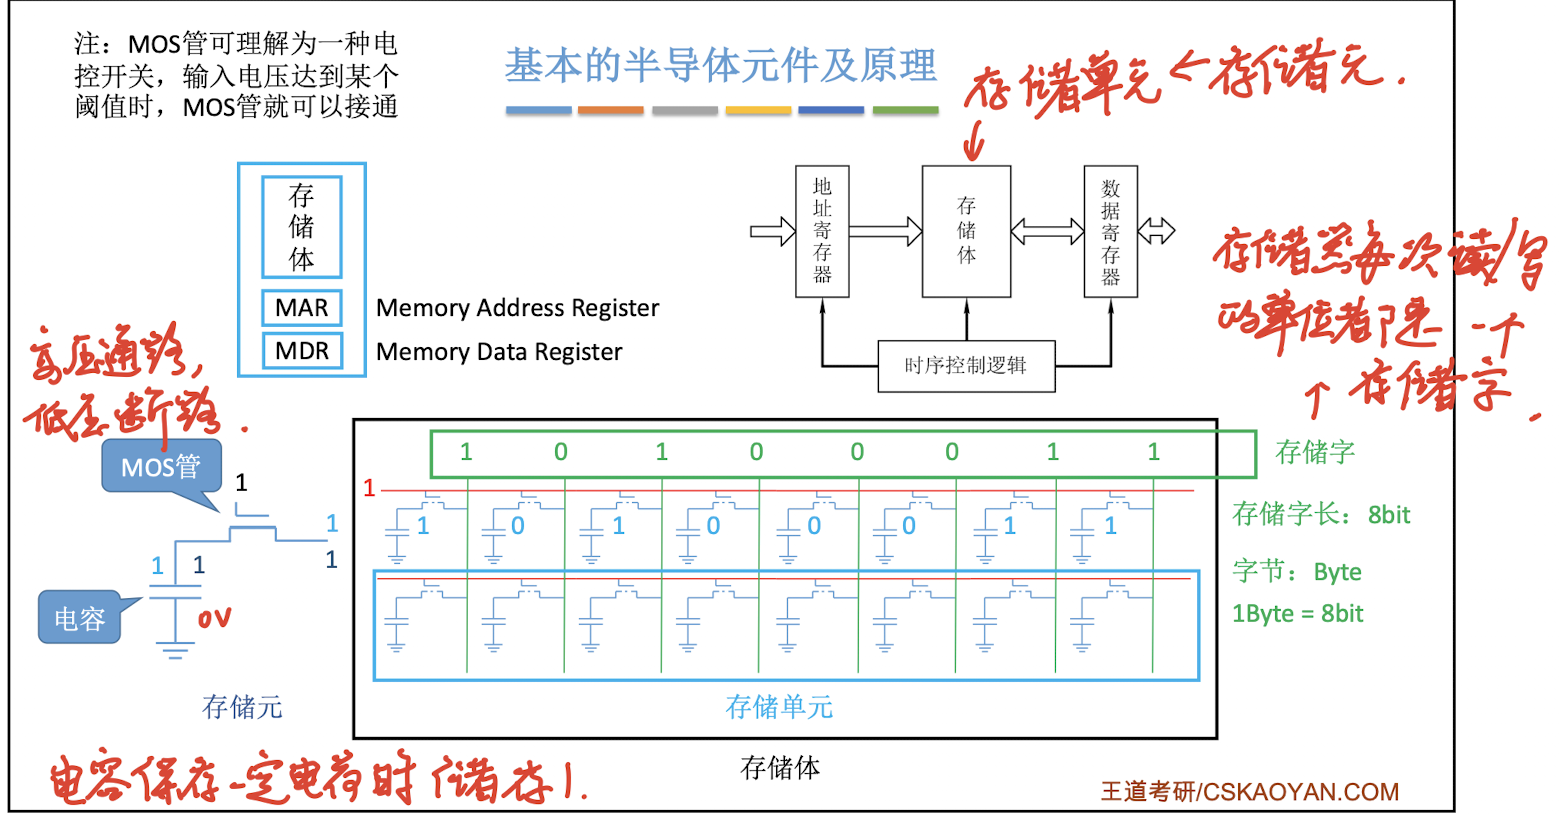 注：MOS管可理解为一种电
控开关，输入电压达到某个
阈值时，MOS管就可以接通
基本的半导体元件及原理
存储单元←存储元.
存储体
MAR
Memory Address Register
MDR
Memory Data Register
地址寄存器
存储体
数据寄存器
时序控制逻辑
存储器每次读/写
的单位都是一个
↑ 存储字.
高压通路,
低压断路.
MOS管
1
1
1 1
1
电容
0V
存储元
1 0 1 0 0 0 1 1
存储字
1
1 0 1 0 0 0 1 1
存储字长：8bit
字节：Byte
1Byte = 8bit
存储单元
存储体
电容保存一定电荷时储存1.
王道考研/CSKAOYAN.COM